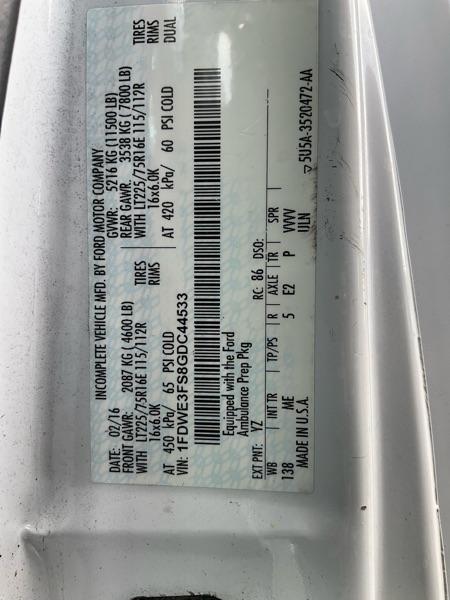 INCOMPLETE VEHICLE MFD. BY FORD MOTOR COMPANY
DATE: 02/16 GVWR: 5216 KG (11500 LB)
FRONT GAWR: 2087 KG (4600 LB) REAR GAWR: 3538 KG (7800 LB)
WITH LT225/75R16E 115/112R TIRES WITH LT225/75R16E 115/112R TIRES
16x6.0K RIMS 16x6.0K RIMS
AT 450 kPa/ 65 PSI COLD AT 420 kPa/ 60 PSI COLD DUAL
VIN: 1FDWE3FS8GDC44533
Equipped with the Ford
Ambulance Prep Pkg
EXT PNT: YZ RC: 86 DSO:
WB INT TR TP/PS R AXLE TR SPR
138 ME 5 E2 P VVVV
MADE IN U.S.A. ULN
5U5A-3520472-AA